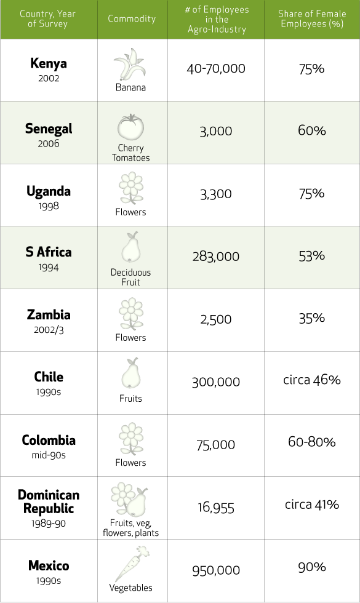 Country, Year
of Survey
Commodity
# of Employees
in the
Agro-Industry
Share of Female
Employees (%)
Kenya
2002
Banana
40-70,000
75%
Senegal
2006
Cherry
Tomatoes
3,000
60%
Uganda
1998
Flowers
3,300
75%
S Africa
1994
Deciduous
Fruit
283,000
53%
Zambia
2002/3
Flowers
2,500
35%
Chile
1990s
Fruits
300,000
circa 46%
Colombia
mid-90s
Flowers
75,000
60-80%
Dominican
Republic
1989-90
Fruits, veg,
flowers, plants
16,955
circa 41%
Mexico
1990s
Vegetables
950,000
90%